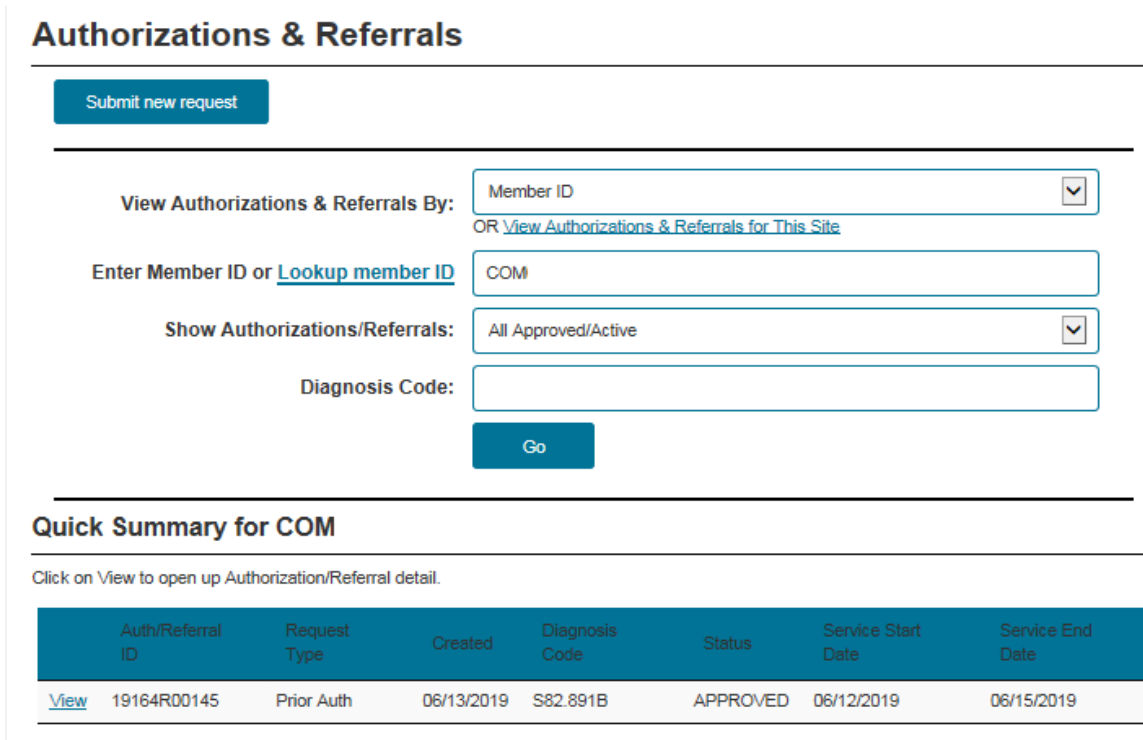 Authorizations & Referrals
Submit new request
View Authorizations & Referrals By:
Member ID
OR View Authorizations & Referrals for This Site
Enter Member ID or Lookup member ID
COM
Show Authorizations/Referrals:
All Approved/Active
Diagnosis Code:
Go
Quick Summary for COM
Click on View to open up Authorization/Referral detail.
Auth/Referral ID Request Type Created Diagnosis Code Status Service Start Date Service End Date
View 19164R00145 Prior Auth 06/13/2019 S82.891B APPROVED 06/12/2019 06/15/2019